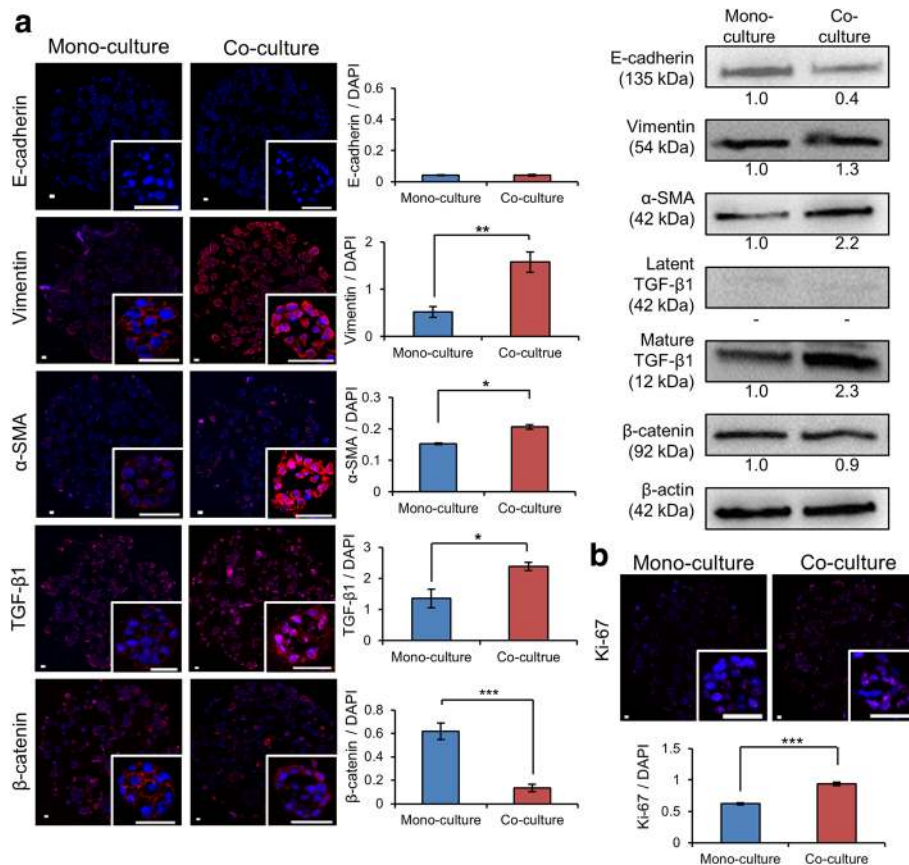 a
Mono-culture Co-culture
E-cadherin
E-cadherin / DAPI
0.6
0.4
0.2
0
Mono-culture Co-culture
Vimentin
Vimentin / DAPI
2
1
0
**
Mono-culture Co-cultrue
α-SMA
α-SMA / DAPI
0.3
0.2
0.1
0
*
Mono-culture Co-culture
TGF-β1
TGF-β1 / DAPI
3
2
1
0
*
Mono-culture Co-cultrue
β-catenin
β-catenin / DAPI
0.8
0.6
0.4
0.2
0
***
Mono-culture Co-culture
Mono-
culture
Co-
culture
E-cadherin
(135 kDa)
1.0 0.4
Vimentin
(54 kDa)
1.0 1.3
α-SMA
(42 kDa)
1.0 2.2
Latent
TGF-β1
(42 kDa)
- -
Mature
TGF-β1
(12 kDa)
1.0 2.3
β-catenin
(92 kDa)
1.0 0.9
β-actin
(42 kDa)
b
Mono-culture Co-culture
Ki-67
Ki-67 / DAPI
1.5
1
0.5
0
***
Mono-culture Co-culture